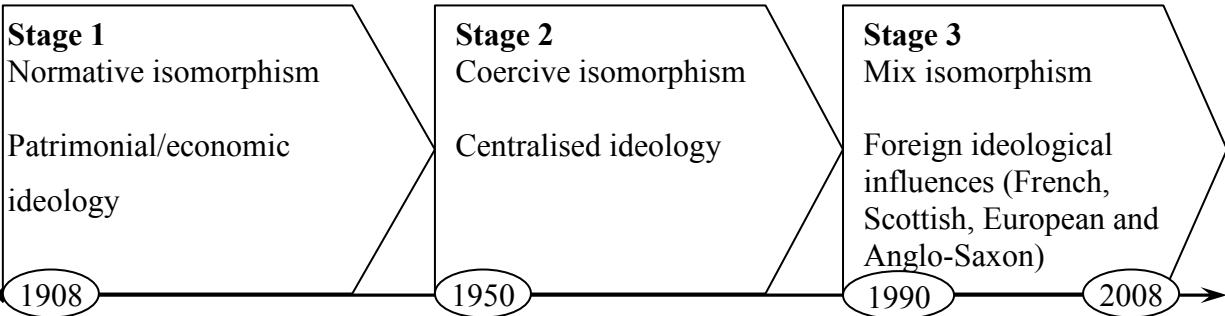 Stage 1
Normative isomorphism
Patrimonial/economic
ideology
Stage 2
Coercive isomorphism
Centralised ideology
Stage 3
Mix isomorphism
Foreign ideological
influences (French,
Scottish, European and
Anglo-Saxon)
1908
1950
1990
2008